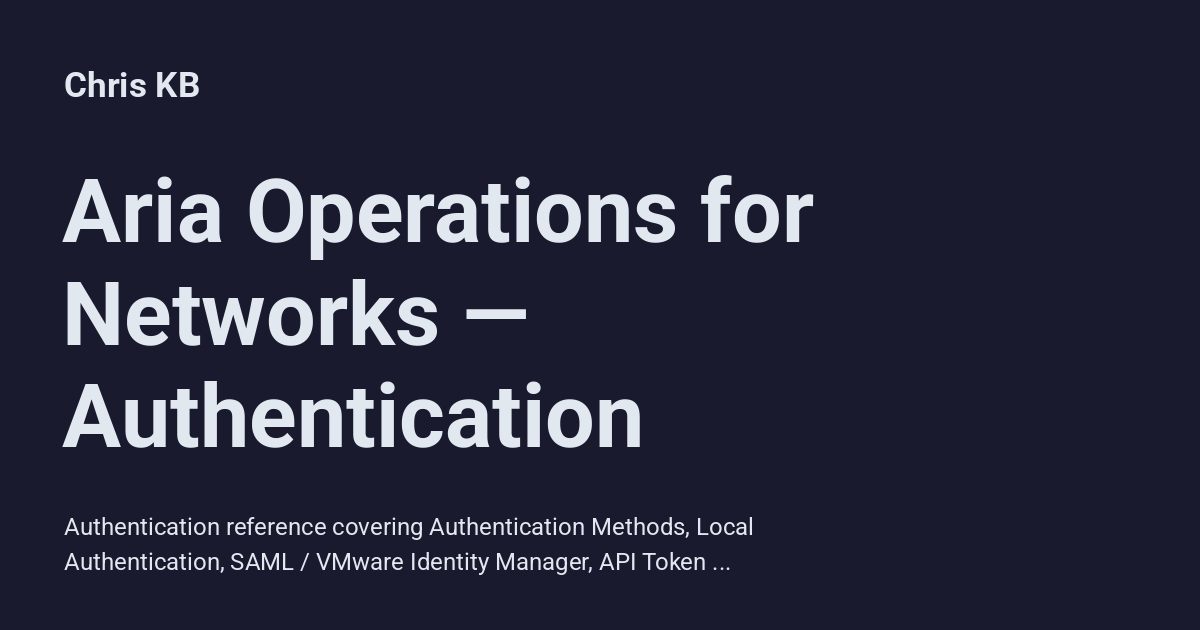 Chris KB
Aria Operations for
Networks —
Authentication
Authentication reference covering Authentication Methods, Local
Authentication, SAML / VMware Identity Manager, API Token ...